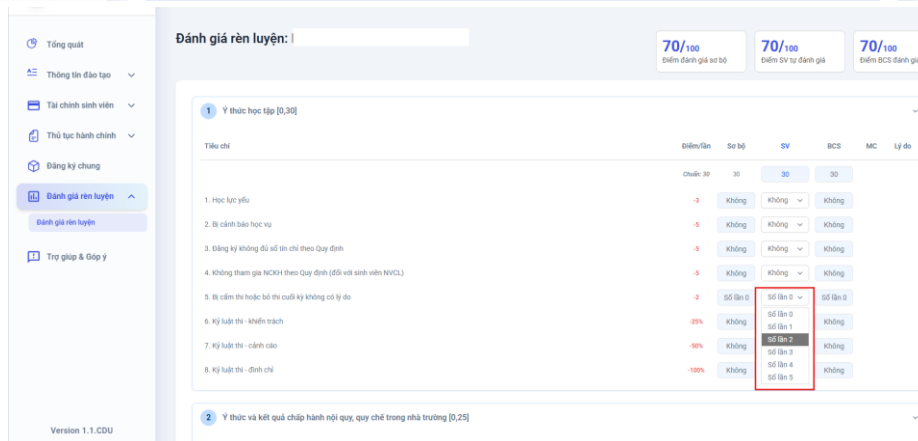 Tổng quát
Thông tin đào tạo
Tài chính sinh viên
Thủ tục hành chính
Đăng ký chung
Đánh giá rèn luyện
Đánh giá rèn luyện
Trợ giúp & Góp ý
Version 1.1.CDU
Đánh giá rèn luyện:
70/100
Điểm đánh giá sơ bộ
70/100
Điểm SV tự đánh giá
70/100
Điểm BCS đánh giá
1 Ý thức học tập [0,30]
Tiêu chí Điểm/lần Sơ bộ SV BCS MC Lý do
Chuẩn: 30 30 30 30
1. Học lực yếu -3 Không Không Không
2. Bị cảnh báo học vụ -5 Không Không Không
3. Đăng ký không đủ số tín chỉ theo Quy định -5 Không Không Không
4. Không tham gia NCKH theo Quy định (đối với sinh viên NVCL) -5 Không Không Không
5. Bị cấm thi hoặc bỏ thi cuối kỳ không có lý do -2 Số lần 0 Số lần 0 Số lần 0
6. Kỷ luật thi - khiển trách -25% Không Không
7. Kỷ luật thi - cảnh cáo -50% Không Không
8. Kỷ luật thi - đình chỉ -100% Không Không
Số lần 0
Số lần 1
Số lần 2
Số lần 3
Số lần 4
Số lần 5
2 Ý thức và kết quả chấp hành nội quy, quy chế trong nhà trường [0,25]